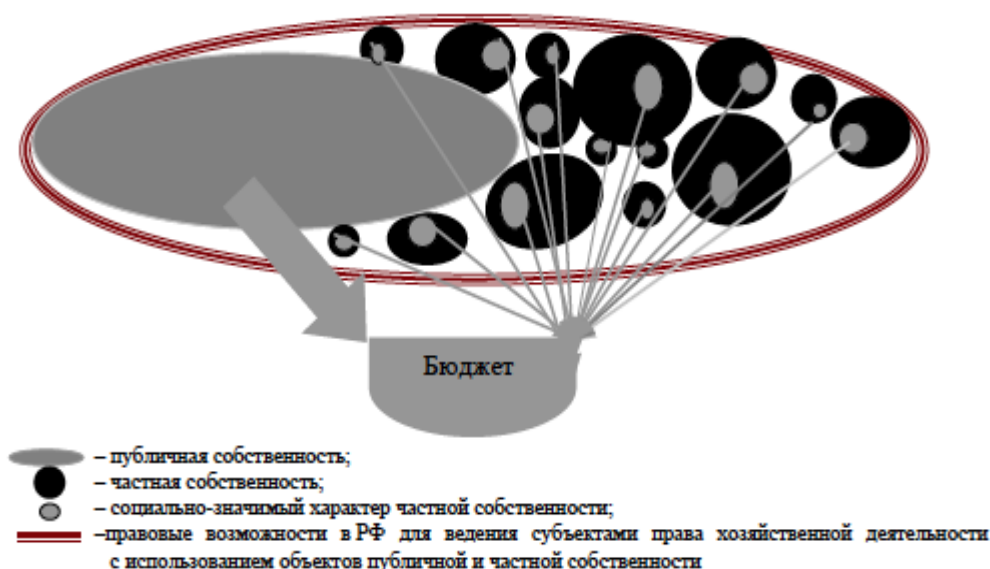 Бюджет
– публичная собственность;
– частная собственность;
– социально-значимый характер частной собственности;
–правовые возможности в РФ для ведения субъектами права хозяйственной деятельности
с использованием объектов публичной и частной собственности